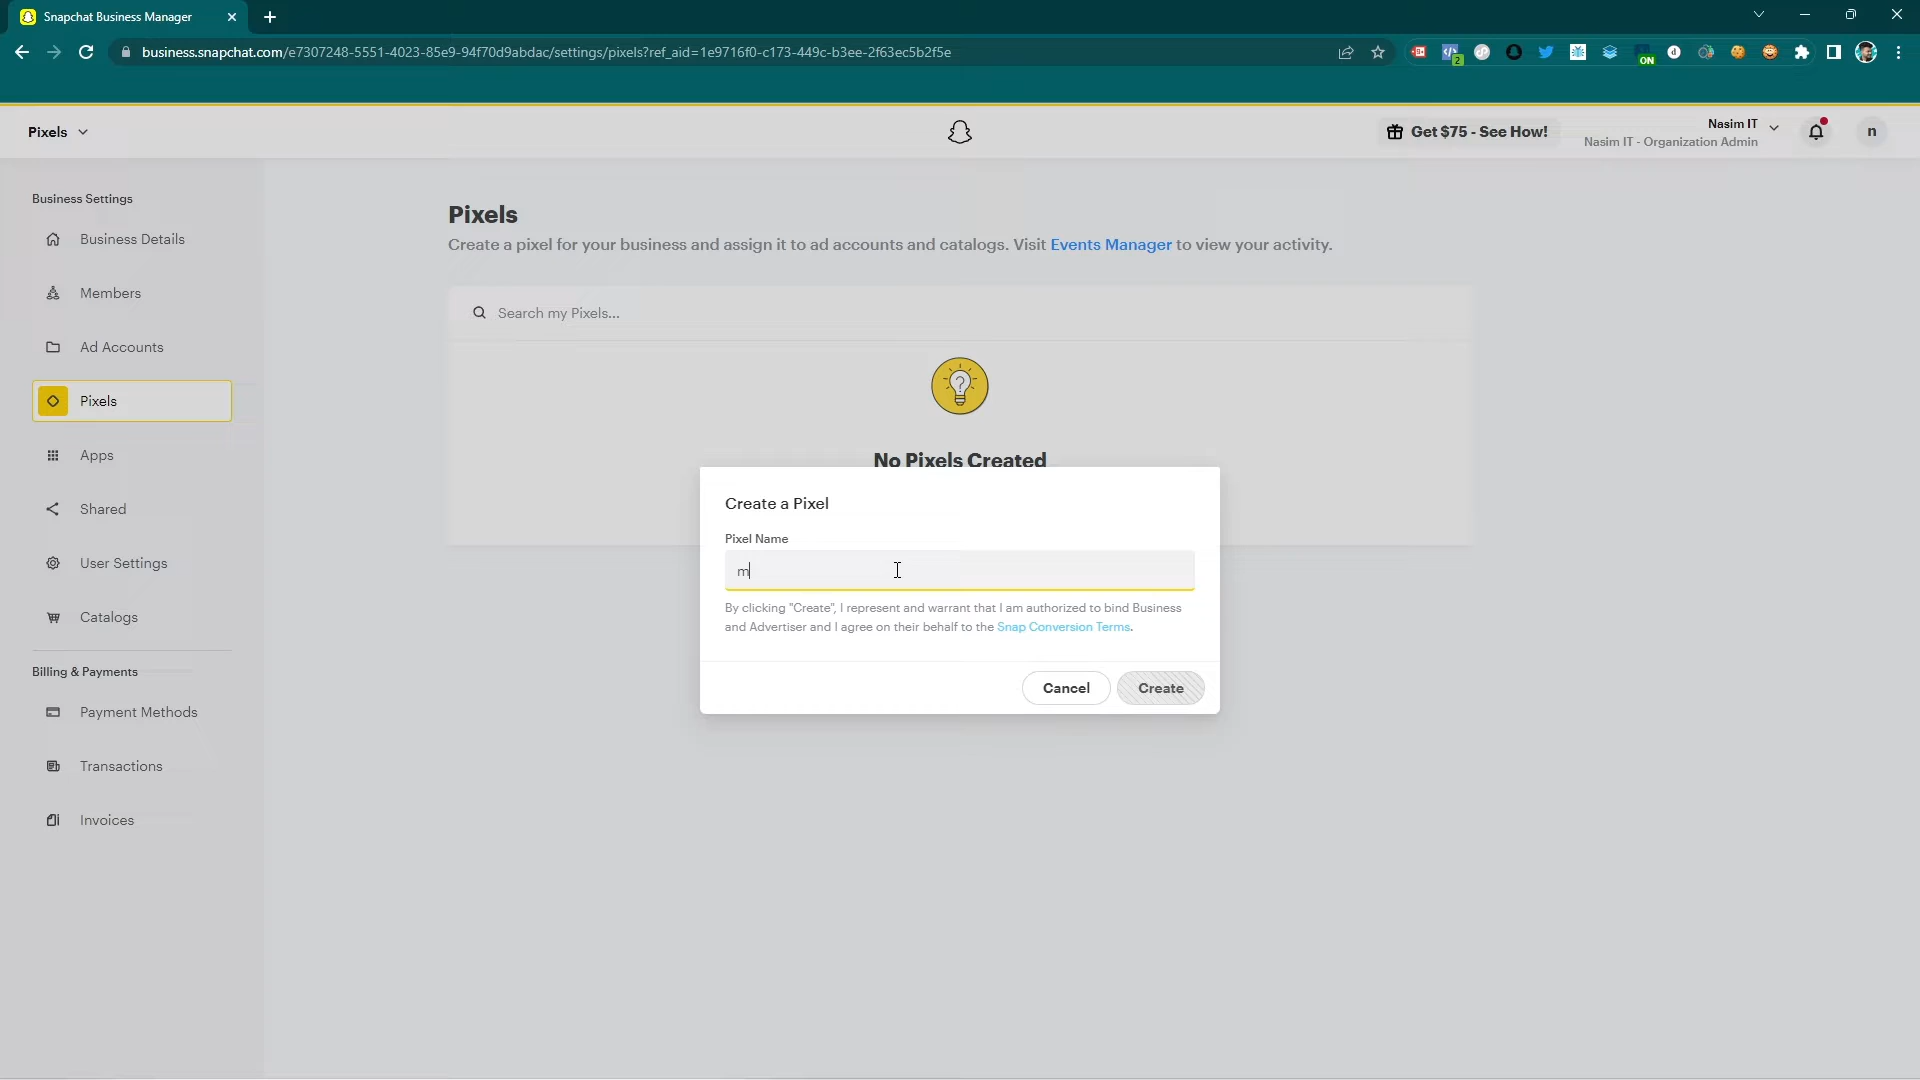 Snapchat Business Manager
business.snapchat.com/e7307248-5551-4023-85e9-94f70d9abdac/settings/pixels?ref_aid=1e9716f0-c173-449c-b3ee-2f63ec5b2f5e
2
ON
Pixels
Get $75 - See How!
Nasim IT
Nasim IT - Organization Admin
n
Business Settings
Business Details
Members
Ad Accounts
Pixels
Apps
Shared
User Settings
Catalogs
Billing & Payments
Payment Methods
Transactions
Invoices
Pixels
Create a pixel for your business and assign it to ad accounts and catalogs. Visit Events Manager to view your activity.
Search my Pixels...
No Pixels Created
Create a Pixel
Pixel Name
m
By clicking "Create", I represent and warrant that I am authorized to bind Business
and Advertiser and I agree on their behalf to the Snap Conversion Terms.
Cancel
Create